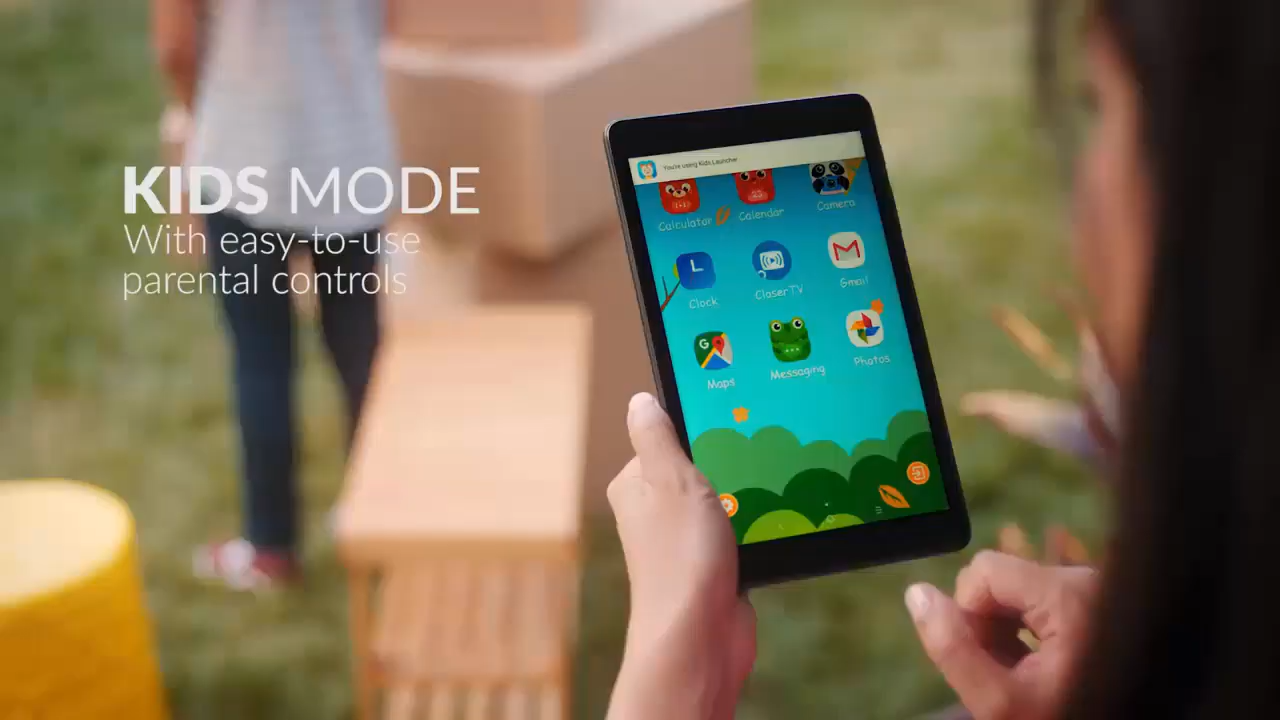 KIDS MODE
With easy-to-use
parental controls
You're using Kids Launcher
Calculator Calendar Camera
L
Clock Claser TV Gmail
G
Maps Messaging Photos